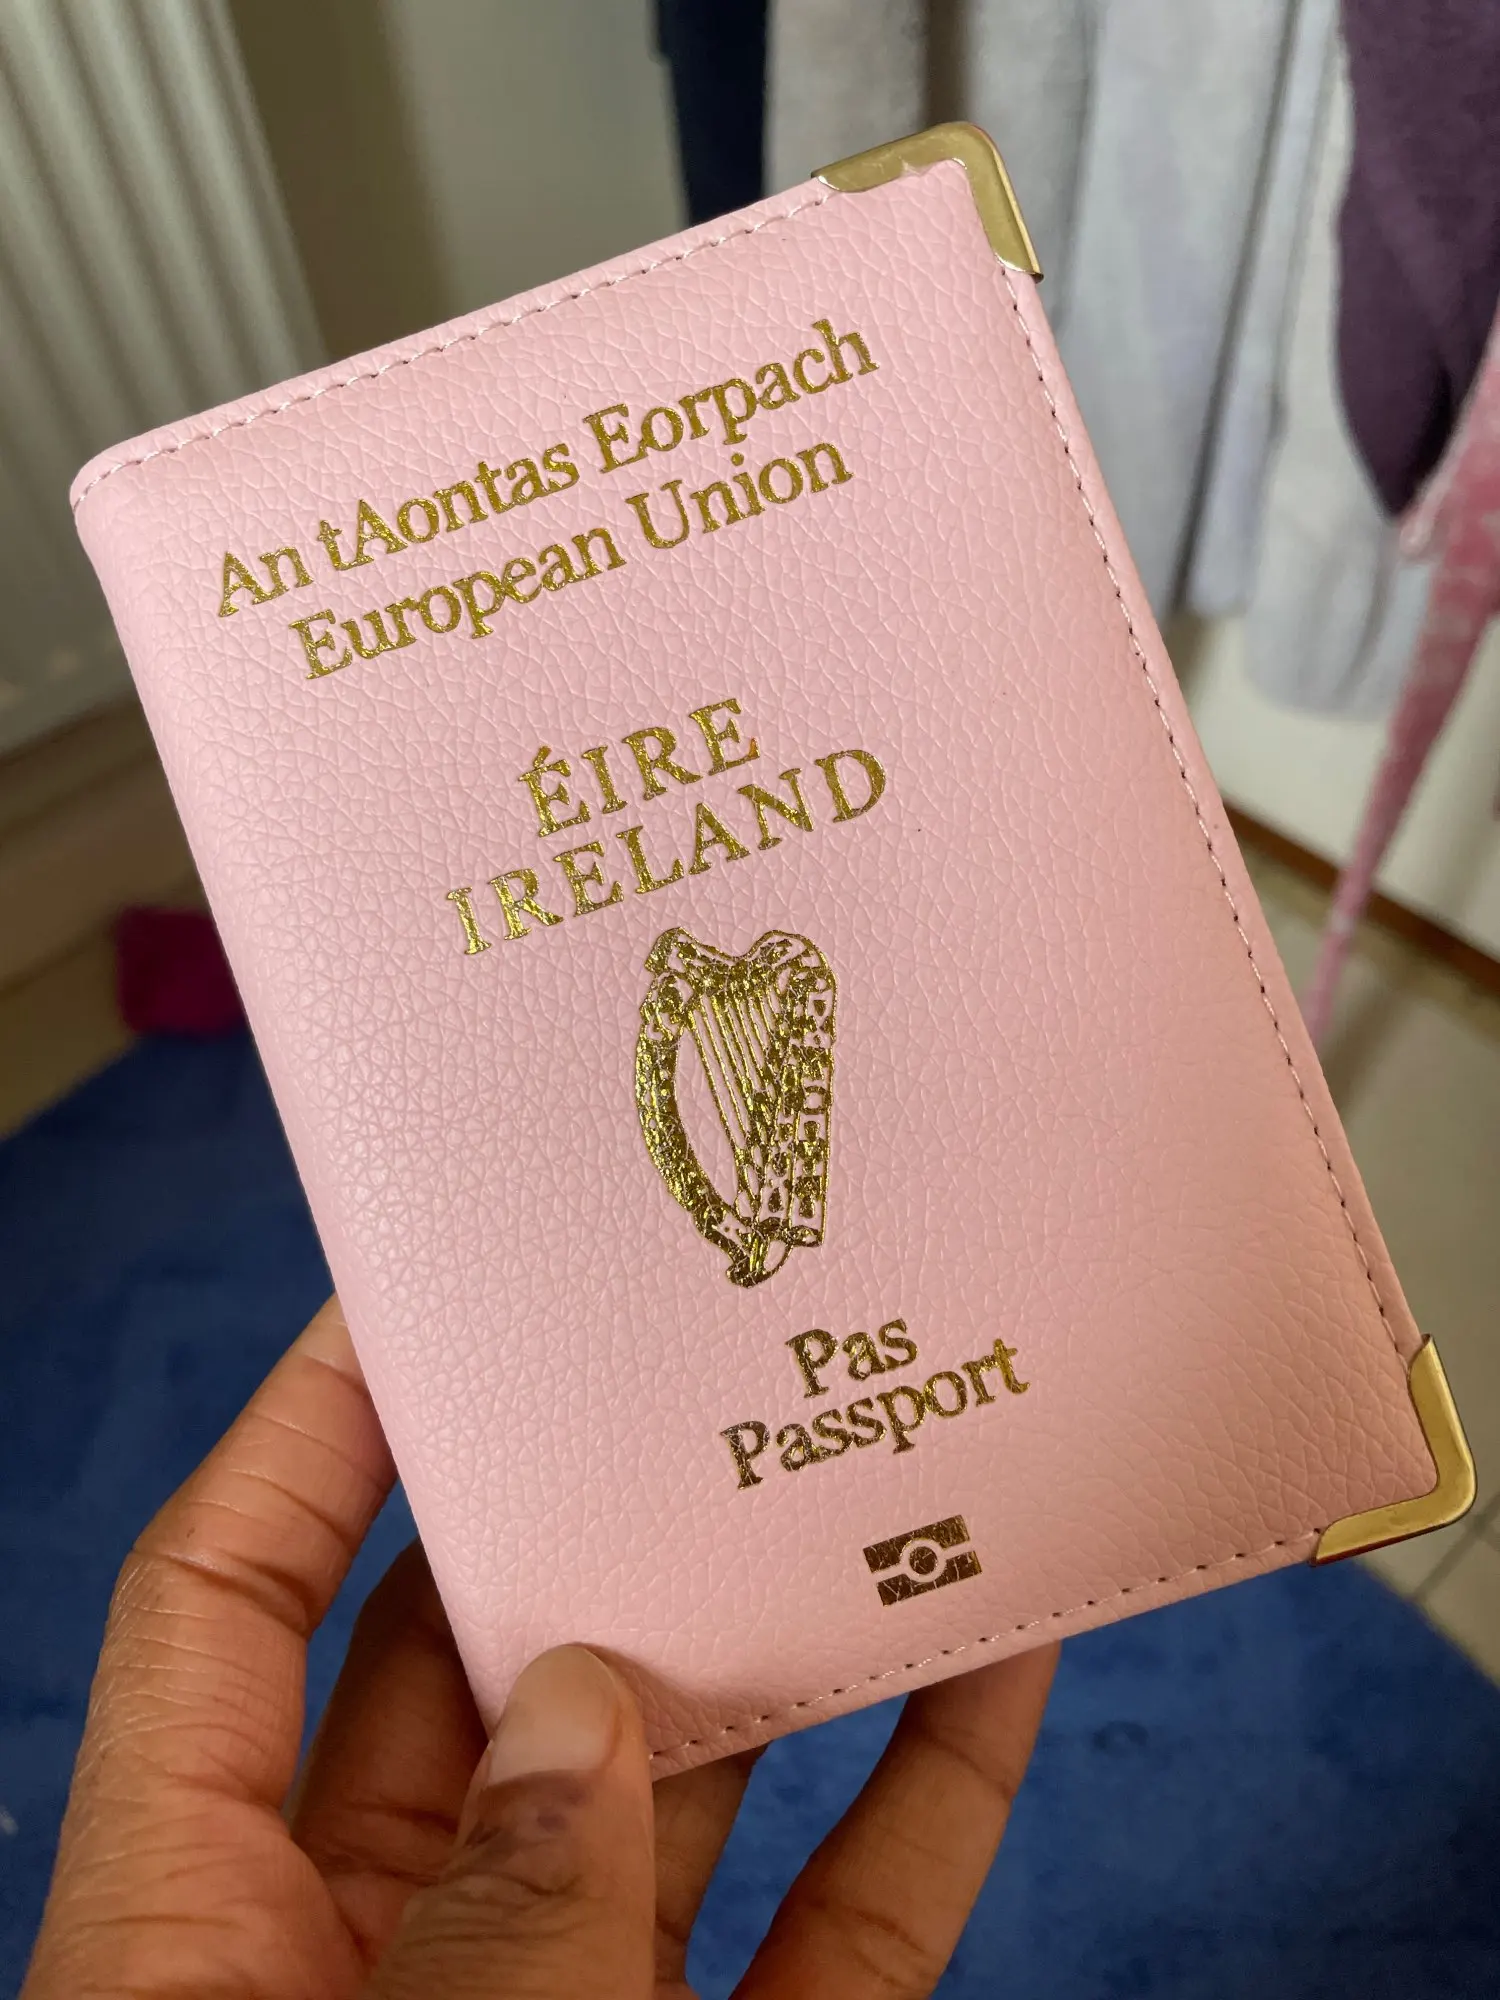 An tAontas Eorpach
European Union
ÉIRE
IRELAND
Pas
Passport